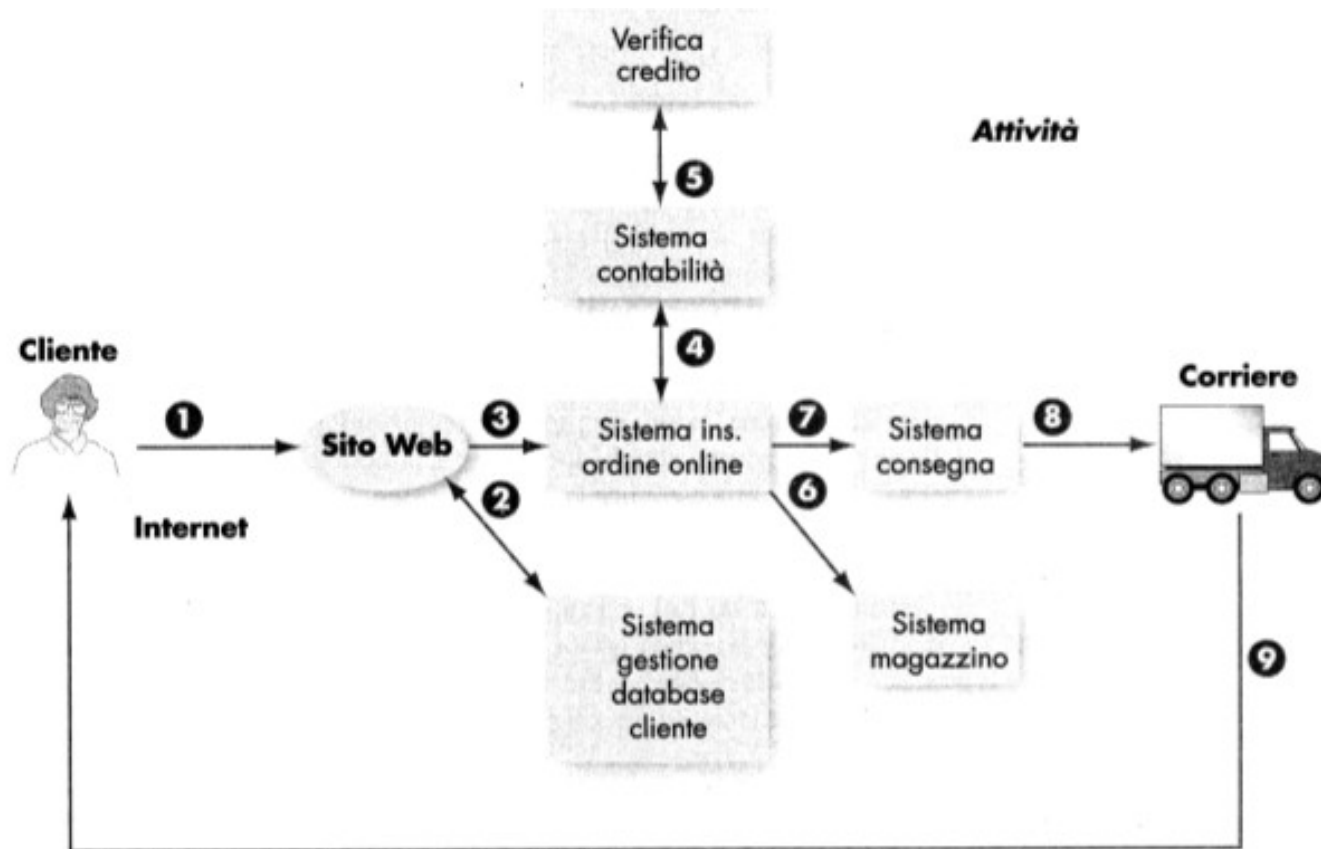 Verifica
credito
Attività
5
Sistema
contabilità
4
Cliente
Corriere
1
Sito Web
3
Sistema ins.
ordine online
7
Sistema
consegna
8
2
6
Internet
Sistema
gestione
database
cliente
Sistema
magazzino
9